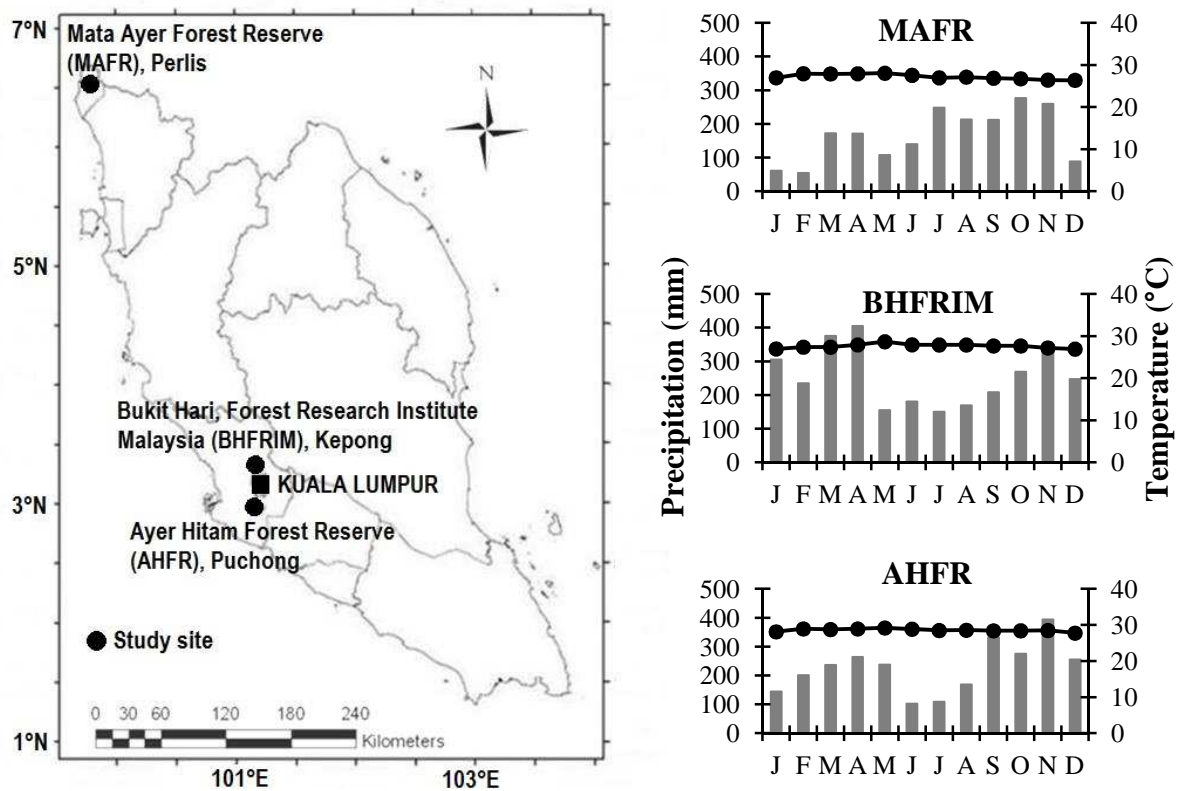 7°N
Mata Ayer Forest Reserve
(MAFR), Perlis
N
5°N
Bukit Hari, Forest Research Institute
Malaysia (BHFRIM), Kepong
KUALA LUMPUR
3°N
Ayer Hitam Forest Reserve
(AHFR), Puchong
Study site
0 30 60 120 180 240
Kilometers
1°N
101°E 103°E
MAFR
500 40
400 30
300
200 20
100 10
0 0
J F M A M J J A S O N D
Precipitation (mm)
Temperature (°C)
BHFRIM
500 40
400 30
300
200 20
100 10
0 0
J F M A M J J A S O N D
AHFR
500 40
400 30
300
200 20
100 10
0 0
J F M A M J J A S O N D